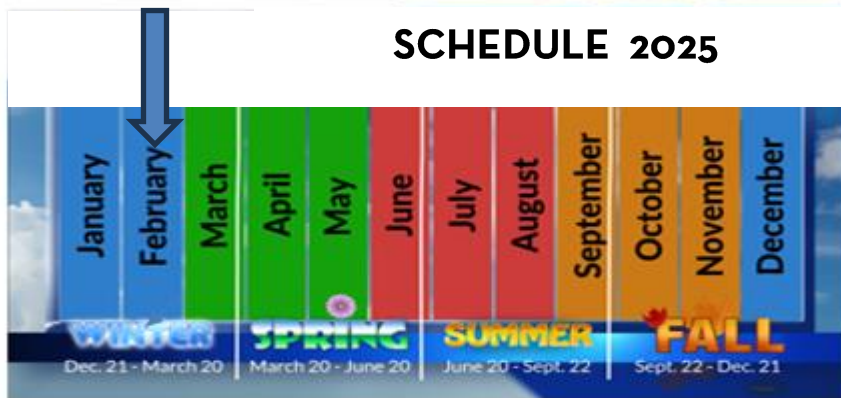 SCHEDULE 2025
January
February
March
April
May
June
July
August
September
October
November
December
WINTER
SPRING
SUMMER
FALL
Dec. 21 - March 20
March 20 - June 20
June 20 - Sept. 22
Sept. 22 - Dec. 21